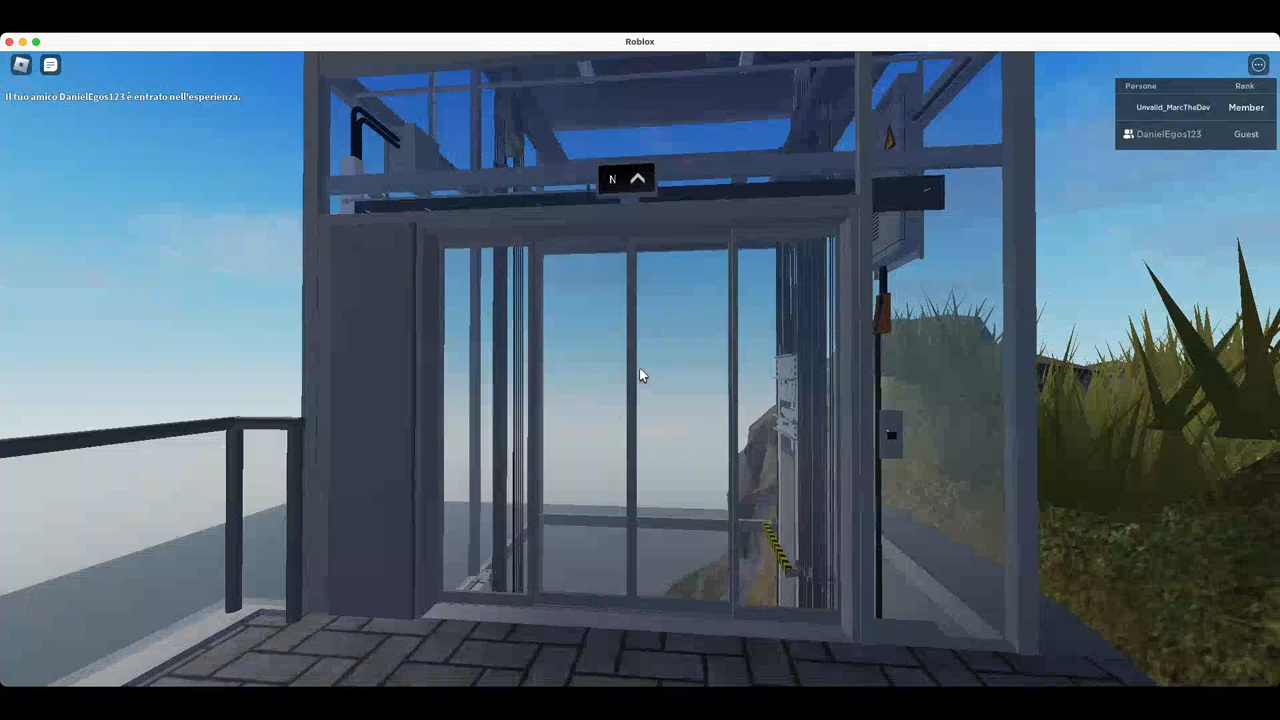 Roblox
Il tuo amico DanielEgos123 è entrato nell'esperienza.
Persone Rank
Unvalid_MarcTheDev Member
DanielEgos123 Guest
N